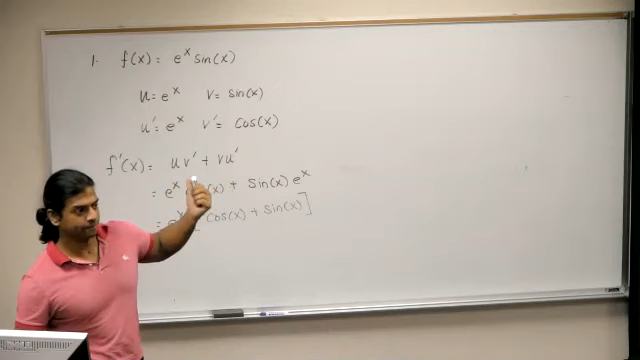 1. f(x) = e^x sin(x)
u = e^x v = sin(x)
u' = e^x v' = cos(x)
f'(x) = uv' + vu'
= e^x (x) + sin(x) e^x
= e^x [cos(x) + sin(x)]